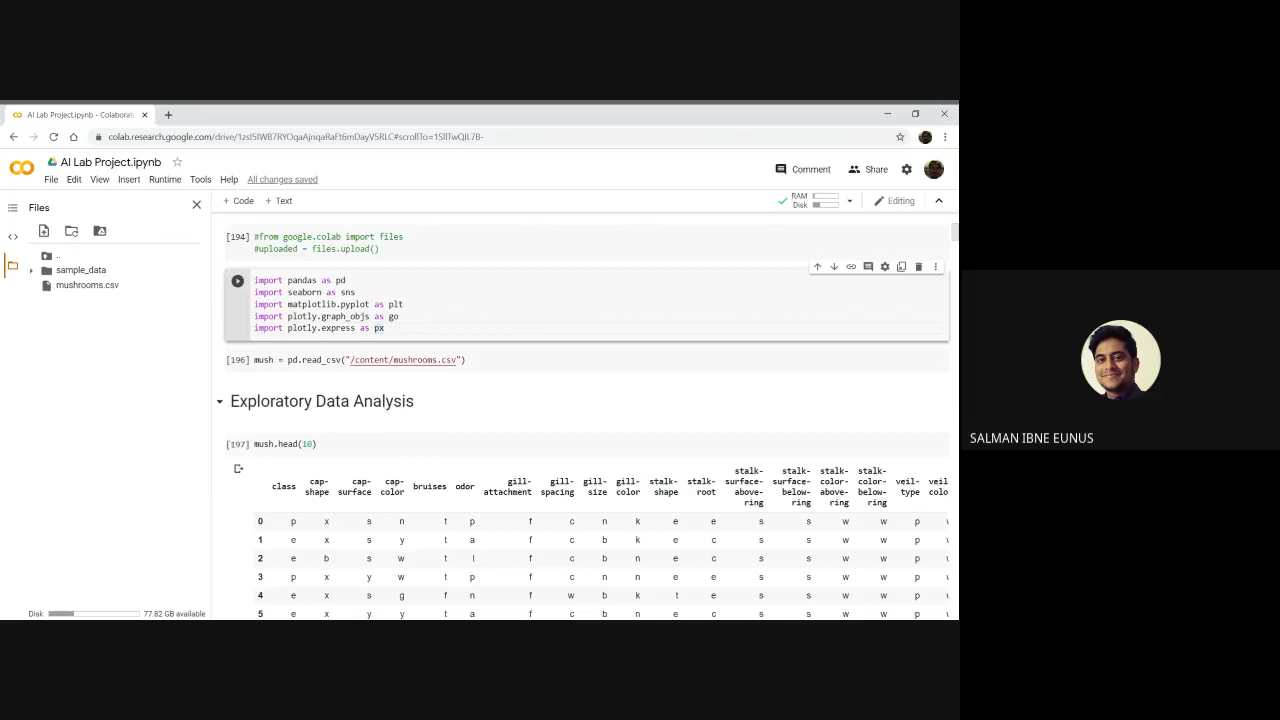 AI Lab Project.ipynb - Colaborato
colab.research.google.com/drive/1zsI5IWB7RYOqaAjnqaRaFt6mDayV5RLC#scrollTo=1SllTwQIL7B-
AI Lab Project.ipynb
Comment
Share
File Edit View Insert Runtime Tools Help All changes saved
Files
+ Code + Text
RAM
Disk
Editing
..
sample_data
mushrooms.csv
[194] #from google.colab import files
#uploaded = files.upload()
import pandas as pd
import seaborn as sns
import matplotlib.pyplot as plt
import plotly.graph_objs as go
import plotly.express as px
[196] mush = pd.read_csv("/content/mushrooms.csv")
Exploratory Data Analysis
[197] mush.head(10)
class cap-shape cap-surface cap-color bruises odor gill-attachment gill-spacing gill-size gill-color stalk-shape stalk-root stalk-surface-above-ring stalk-surface-below-ring stalk-color-above-ring stalk-color-below-ring veil-type veil colo
0 p x s n t p f c n k e e s s w w p
1 e x s y t a f c b k e c s s w w p
2 e b s w t l f c b n e c s s w w p
3 p x y w t p f c n n e e s s w w p
4 e x s g f n f w b k t e s s w w p
5 e x y y t a f c b n e c s s w w p
Disk 77.82 GB available
SALMAN IBNE EUNUS